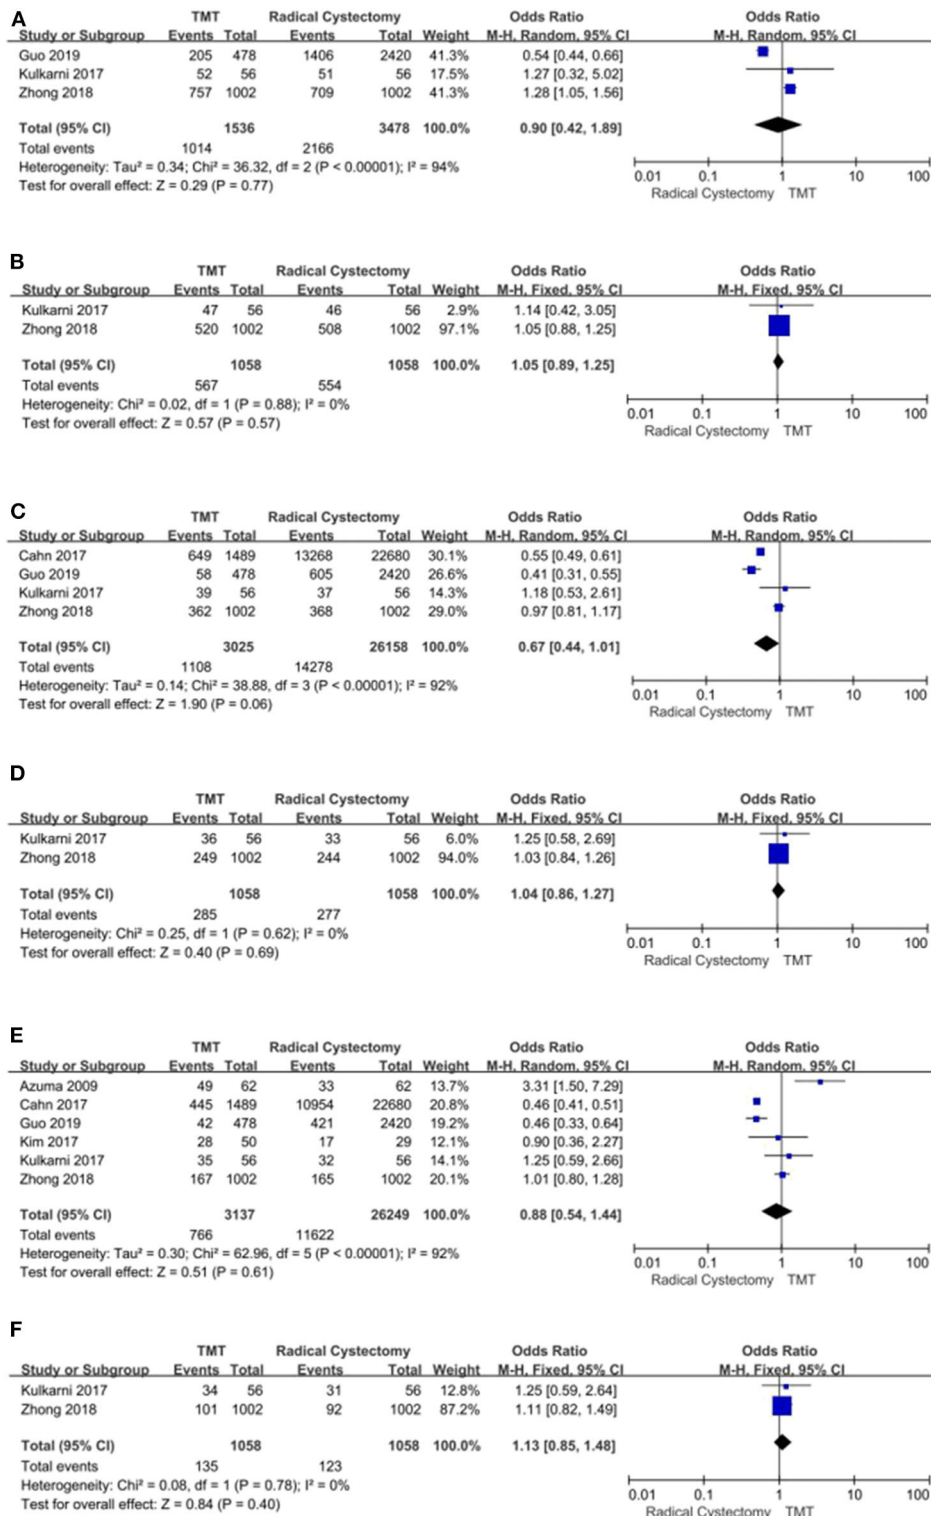 A
TMT Radical Cystectomy Odds Ratio Odds Ratio
Study or Subgroup Events Total Events Total Weight M-H, Random, 95% CI M-H, Random, 95% CI
Guo 2019 205 478 1406 2420 41.3% 0.54 [0.44, 0.66]
Kulkarni 2017 52 56 51 56 17.5% 1.27 [0.32, 5.02]
Zhong 2018 757 1002 709 1002 41.3% 1.28 [1.05, 1.56]
Total (95% CI) 1536 3478 100.0% 0.90 [0.42, 1.89]
Total events 1014 2166
Heterogeneity: Tau² = 0.34; Chi² = 36.32, df = 2 (P < 0.00001); I² = 94%
Test for overall effect: Z = 0.29 (P = 0.77)
0.01 0.1 1 10 100
Radical Cystectomy TMT
B
TMT Radical Cystectomy Odds Ratio Odds Ratio
Study or Subgroup Events Total Events Total Weight M-H, Fixed, 95% CI M-H, Fixed, 95% CI
Kulkarni 2017 47 56 46 56 2.9% 1.14 [0.42, 3.05]
Zhong 2018 520 1002 508 1002 97.1% 1.05 [0.88, 1.25]
Total (95% CI) 1058 1058 100.0% 1.05 [0.89, 1.25]
Total events 567 554
Heterogeneity: Chi² = 0.02, df = 1 (P = 0.88); I² = 0%
Test for overall effect: Z = 0.57 (P = 0.57)
0.01 0.1 1 10 100
Radical Cystectomy TMT
C
TMT Radical Cystectomy Odds Ratio Odds Ratio
Study or Subgroup Events Total Events Total Weight M-H, Random, 95% CI M-H, Random, 95% CI
Cahn 2017 649 1489 13268 22680 30.1% 0.55 [0.49, 0.61]
Guo 2019 58 478 605 2420 26.6% 0.41 [0.31, 0.55]
Kulkarni 2017 39 56 37 56 14.3% 1.18 [0.53, 2.61]
Zhong 2018 362 1002 368 1002 29.0% 0.97 [0.81, 1.17]
Total (95% CI) 3025 26158 100.0% 0.67 [0.44, 1.01]
Total events 1108 14278
Heterogeneity: Tau² = 0.14; Chi² = 38.88, df = 3 (P < 0.00001); I² = 92%
Test for overall effect: Z = 1.90 (P = 0.06)
0.01 0.1 1 10 100
Radical Cystectomy TMT
D
TMT Radical Cystectomy Odds Ratio Odds Ratio
Study or Subgroup Events Total Events Total Weight M-H, Fixed, 95% CI M-H, Fixed, 95% CI
Kulkarni 2017 36 56 33 56 6.0% 1.25 [0.58, 2.69]
Zhong 2018 249 1002 244 1002 94.0% 1.03 [0.84, 1.26]
Total (95% CI) 1058 1058 100.0% 1.04 [0.86, 1.27]
Total events 285 277
Heterogeneity: Chi² = 0.25, df = 1 (P = 0.62); I² = 0%
Test for overall effect: Z = 0.40 (P = 0.69)
0.01 0.1 1 10 100
Radical Cystectomy TMT
E
TMT Radical Cystectomy Odds Ratio Odds Ratio
Study or Subgroup Events Total Events Total Weight M-H, Random, 95% CI M-H, Random, 95% CI
Azuma 2009 49 62 33 62 13.7% 3.31 [1.50, 7.29]
Cahn 2017 445 1489 10954 22680 20.8% 0.46 [0.41, 0.51]
Guo 2019 42 478 421 2420 19.2% 0.46 [0.33, 0.64]
Kim 2017 28 50 17 29 12.1% 0.90 [0.36, 2.27]
Kulkarni 2017 35 56 32 56 14.1% 1.25 [0.59, 2.66]
Zhong 2018 167 1002 165 1002 20.1% 1.01 [0.80, 1.28]
Total (95% CI) 3137 26249 100.0% 0.88 [0.54, 1.44]
Total events 766 11622
Heterogeneity: Tau² = 0.30; Chi² = 62.96, df = 5 (P < 0.00001); I² = 92%
Test for overall effect: Z = 0.51 (P = 0.61)
0.01 0.1 1 10 100
Radical Cystectomy TMT
F
TMT Radical Cystectomy Odds Ratio Odds Ratio
Study or Subgroup Events Total Events Total Weight M-H, Fixed, 95% CI M-H, Fixed, 95% CI
Kulkarni 2017 34 56 31 56 12.8% 1.25 [0.59, 2.64]
Zhong 2018 101 1002 92 1002 87.2% 1.11 [0.82, 1.49]
Total (95% CI) 1058 1058 100.0% 1.13 [0.85, 1.48]
Total events 135 123
Heterogeneity: Chi² = 0.08, df = 1 (P = 0.78); I² = 0%
Test for overall effect: Z = 0.84 (P = 0.40)
0.01 0.1 1 10 100
Radical Cystectomy TMT